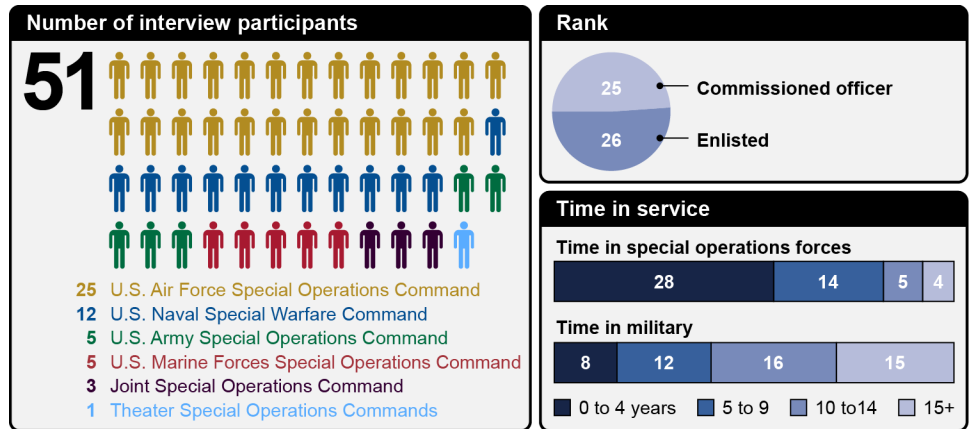 Number of interview participants
51
25 U.S. Air Force Special Operations Command
12 U.S. Naval Special Warfare Command
5 U.S. Army Special Operations Command
5 U.S. Marine Forces Special Operations Command
3 Joint Special Operations Command
1 Theater Special Operations Commands
Rank
25 Commissioned officer
26 Enlisted
Time in service
Time in special operations forces
28 14 5 4
Time in military
8 12 16 15
0 to 4 years 5 to 9 10 to14 15+